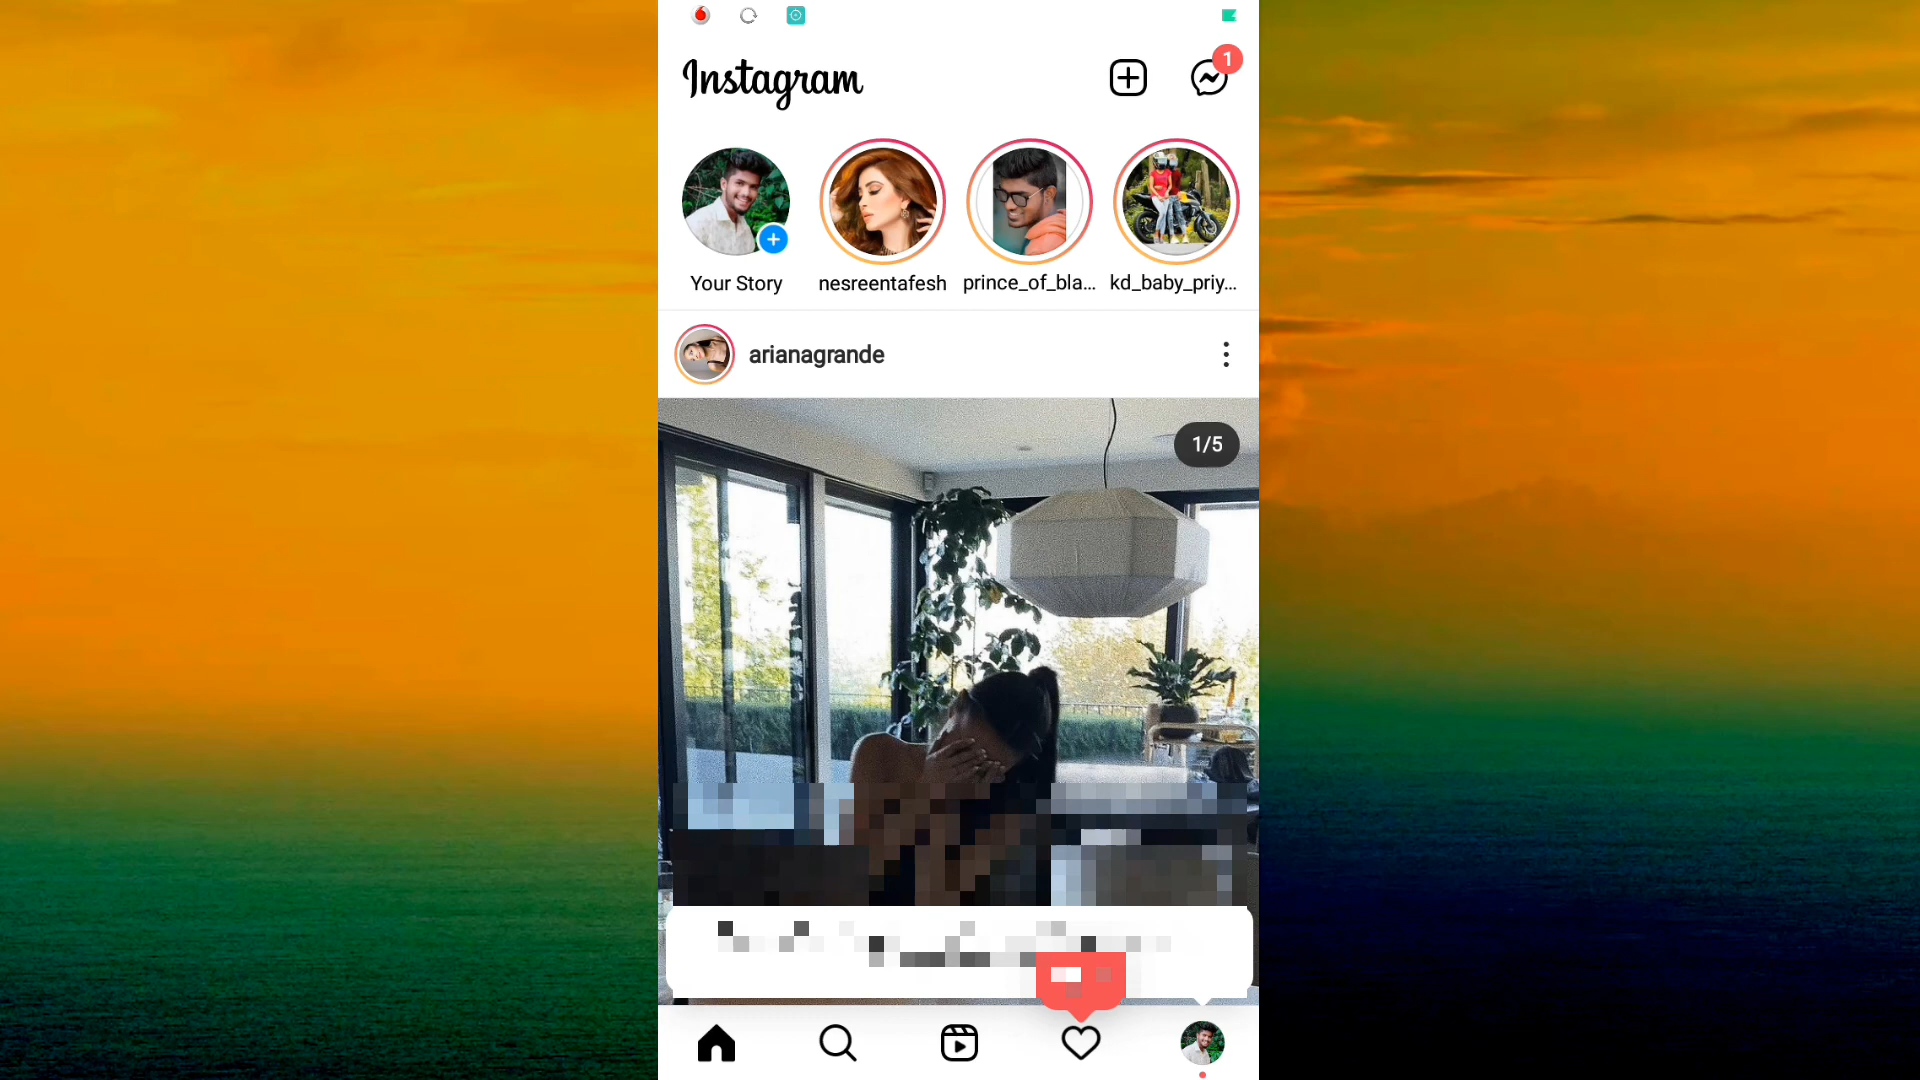 Instagram
1
Your Story
nesreentafesh
prince_of_bla...
kd_baby_priy...
arianagrande
1/5